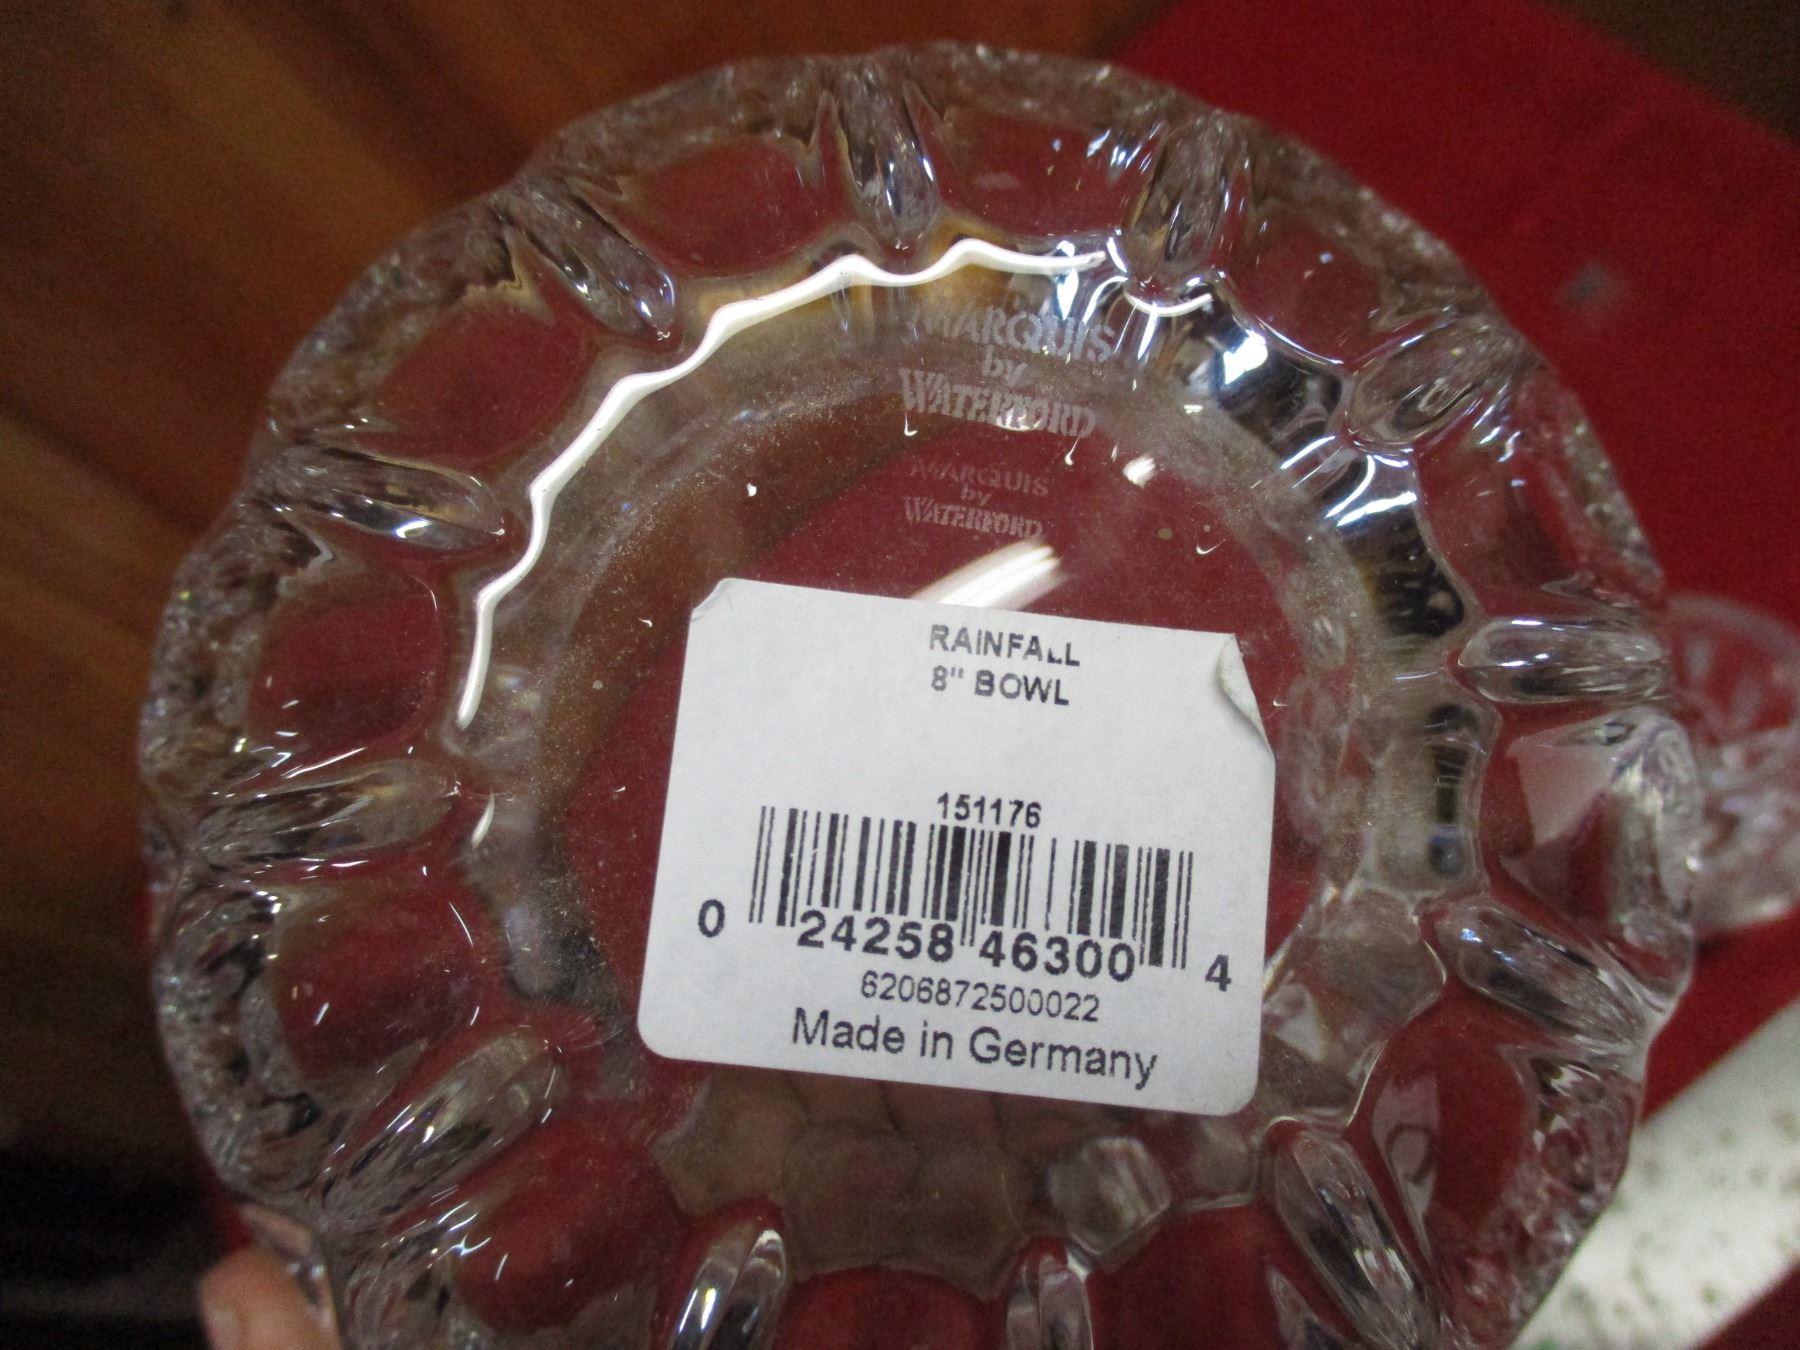 MARQUIS
by
WATERFORD
MARQUIS
by
WATERFORD
RAINFALL
8" BOWL
151176
0 24258 46300 4
6206872500022
Made in Germany